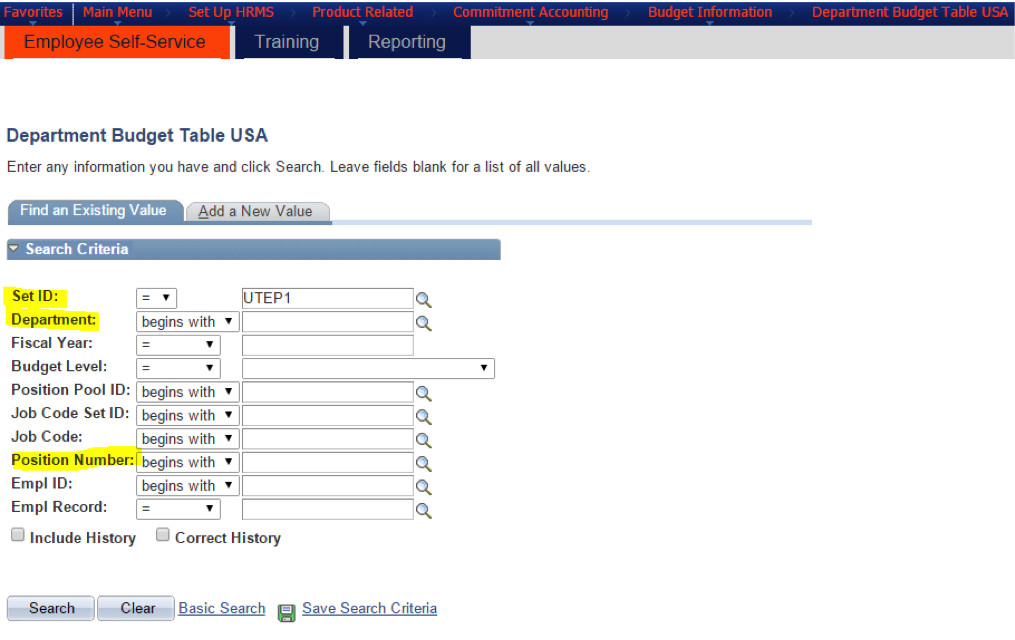 Favorites Main Menu Set Up HRMS Product Related Commitment Accounting Budget Information Department Budget Table USA
Employee Self-Service Training Reporting
Department Budget Table USA
Enter any information you have and click Search. Leave fields blank for a list of all values.
Find an Existing Value Add a New Value
Search Criteria
Set ID: = UTEP1
Department: begins with
Fiscal Year: =
Budget Level: =
Position Pool ID: begins with
Job Code Set ID: begins with
Job Code: begins with
Position Number: begins with
Empl ID: begins with
Empl Record: =
Include History Correct History
Search Clear Basic Search Save Search Criteria